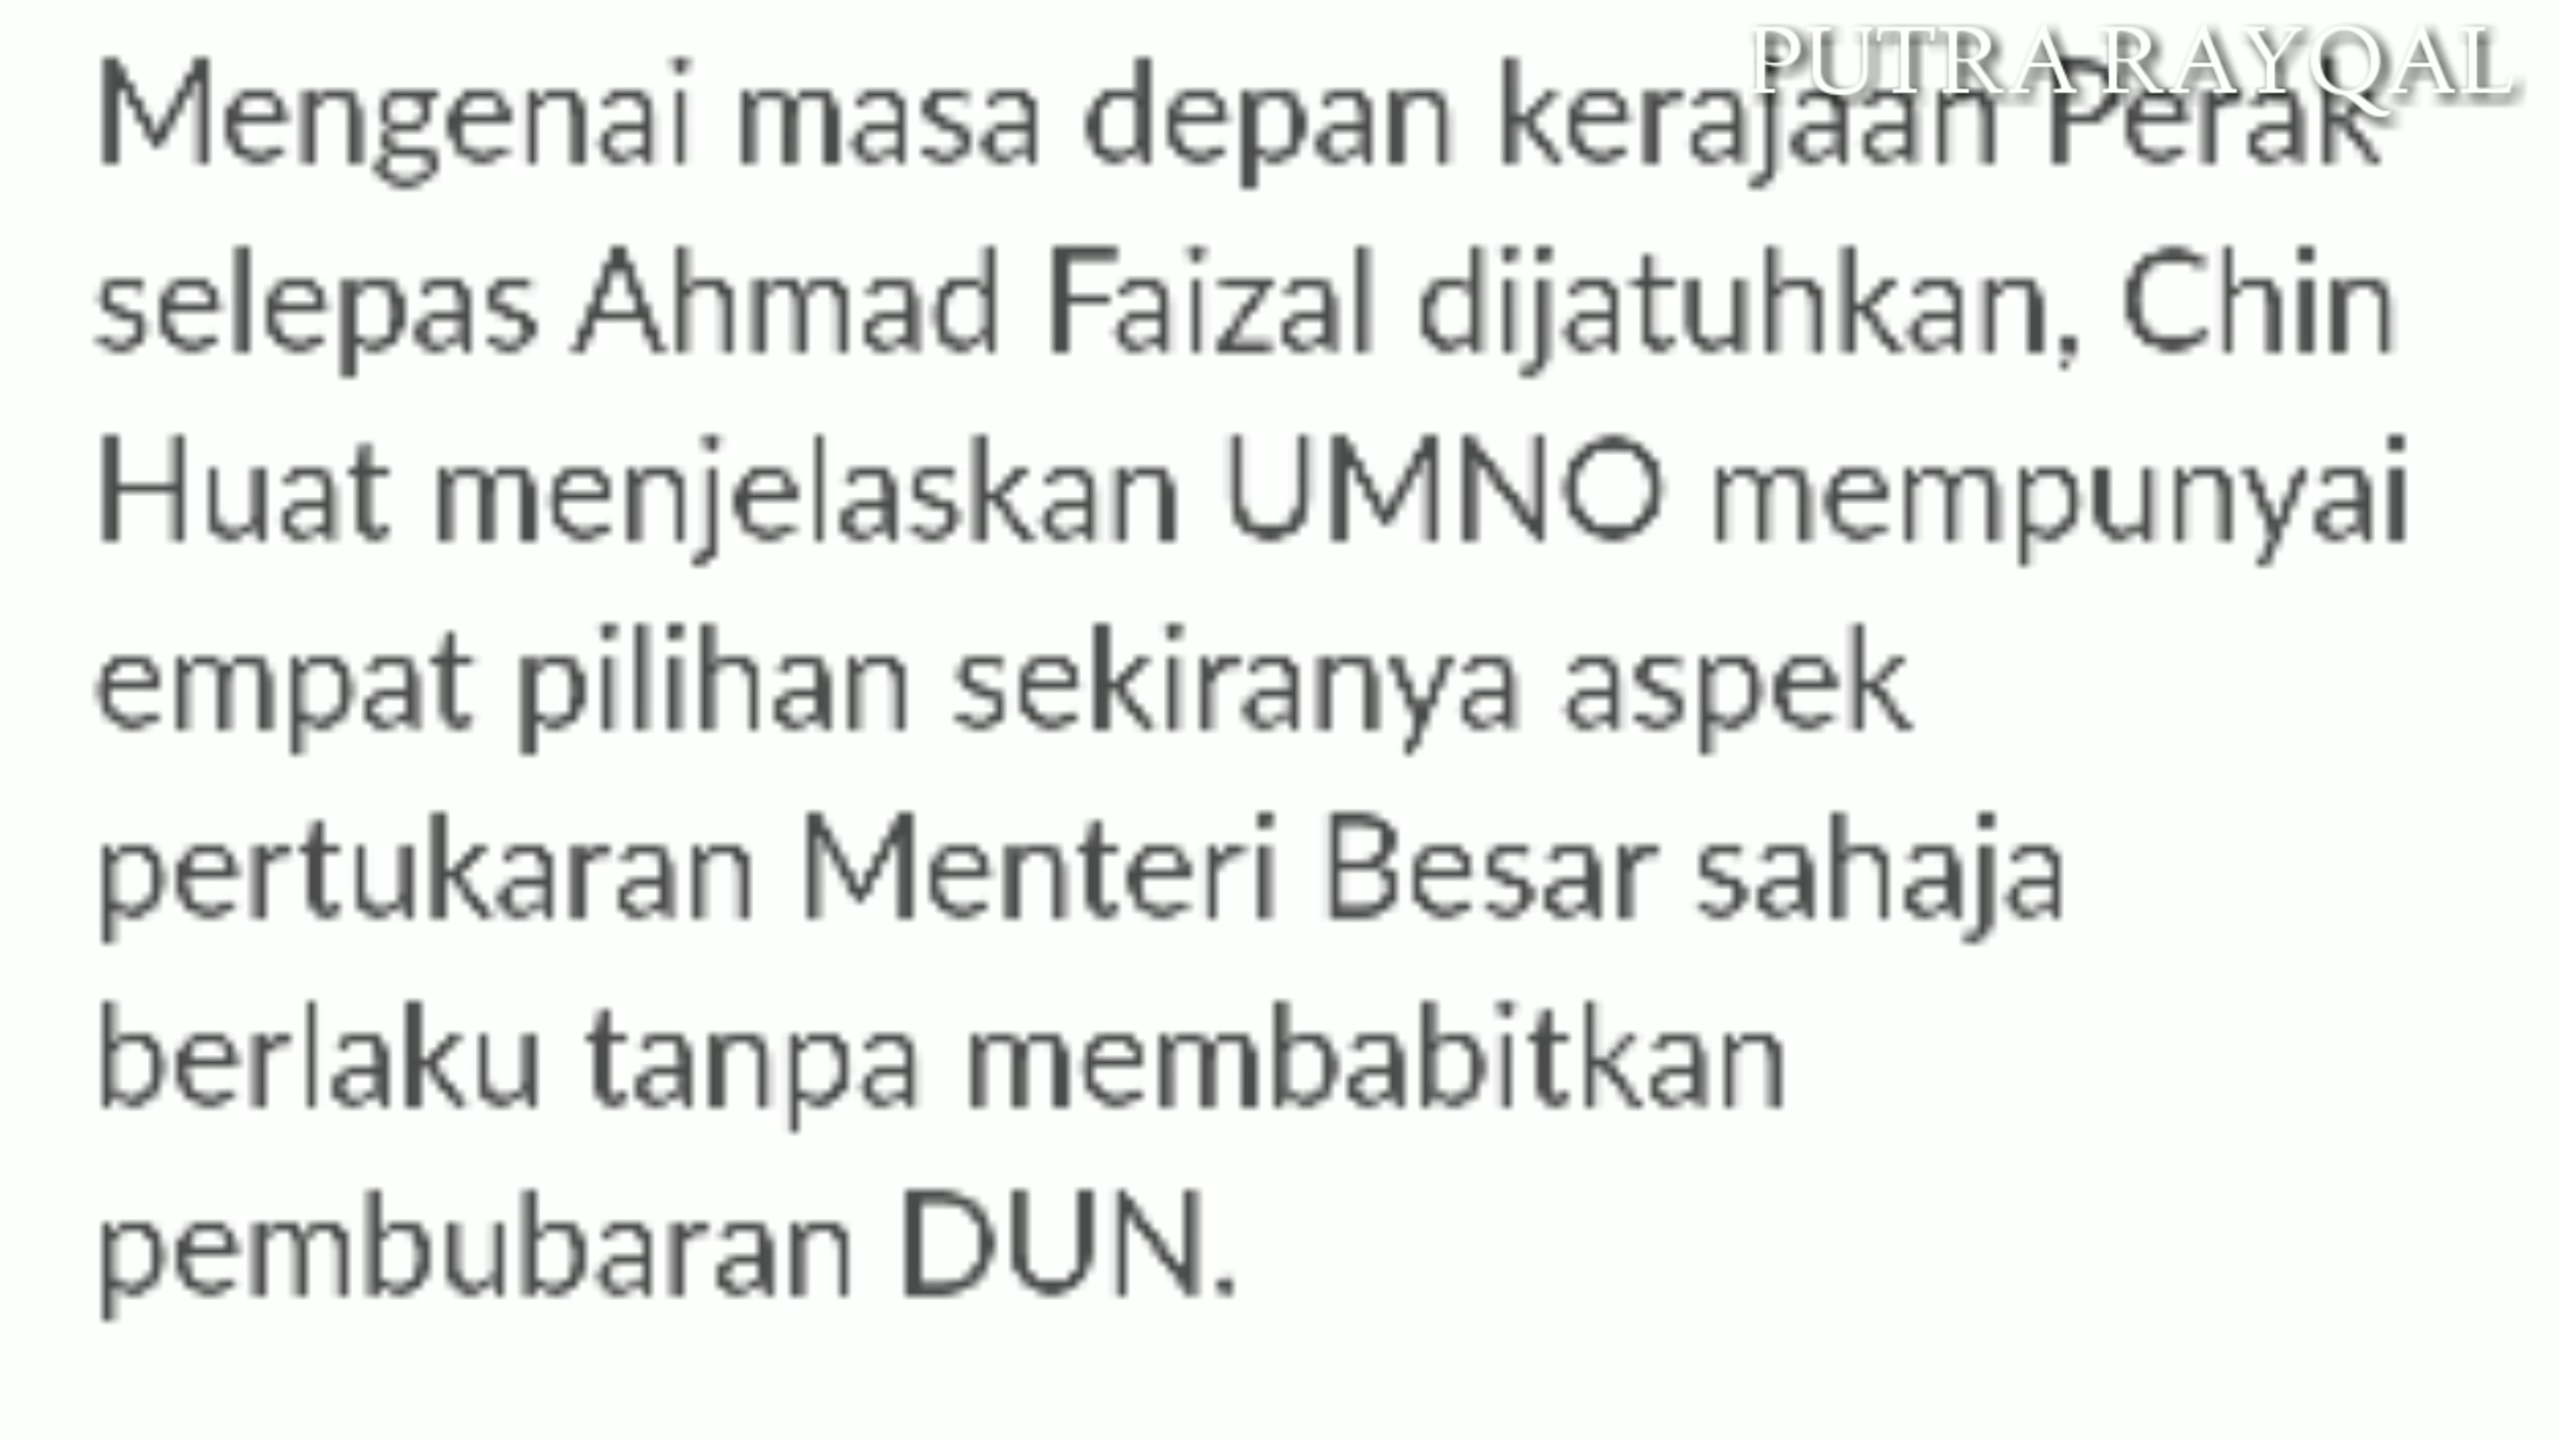 PUTRA RAYQAL
Mengenai masa depan kerajaan Perak
selepas Ahmad Faizal dijatuhkan, Chin
Huat menjelaskan UMNO mempunyai
empat pilihan sekiranya aspek
pertukaran Menteri Besar sahaja
berlaku tanpa membabitkan
pembubaran DUN.